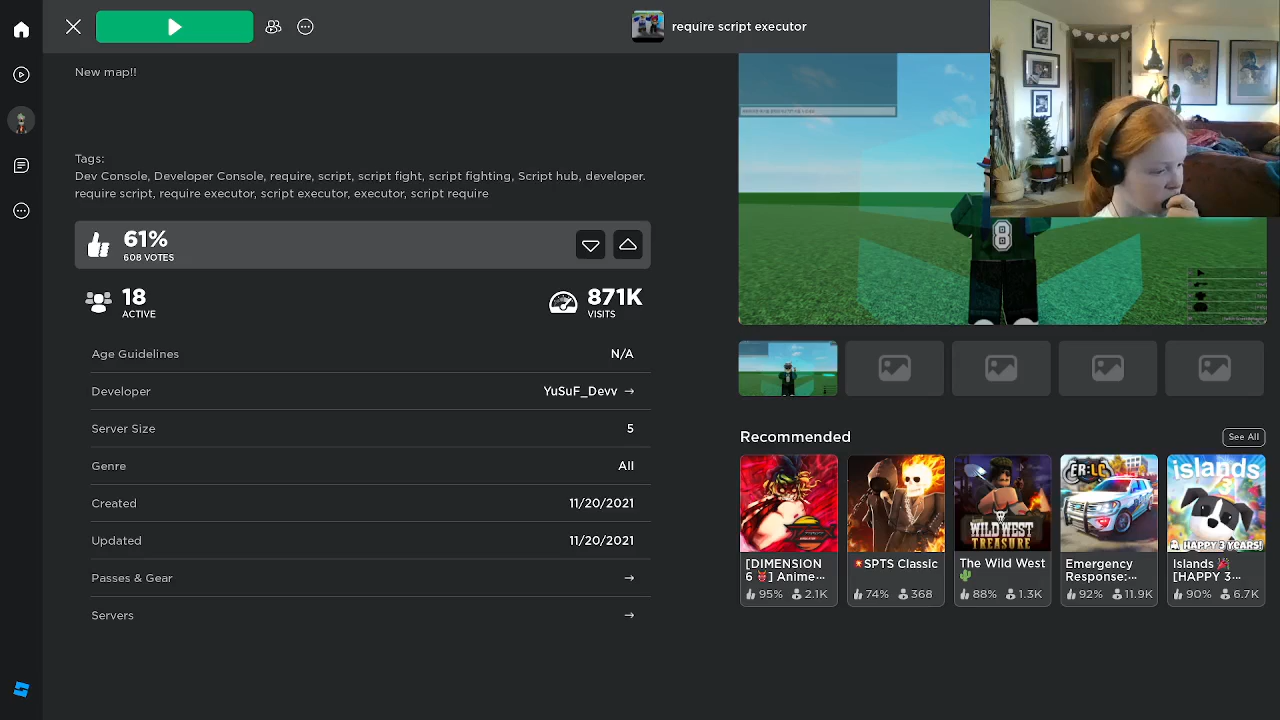 require script executor
New map!!
Tags:
Dev Console, Developer Console, require, script, script fight, script fighting, Script hub, developer.
require script, require executor, script executor, executor, script require
61%
608 VOTES
18
ACTIVE
871K
VISITS
Age Guidelines N/A
Developer YuSuF_Devv →
Server Size 5
Genre All
Created 11/20/2021
Updated 11/20/2021
Passes & Gear →
Servers →
8
Recommended
See All
[DIMENSION
6 👹] Anime...
95% 2.1K
💥SPTS Classic
74% 368
WILD WEST
TREASURE
The Wild West
🌵
88% 1.3K
ER:LC
Emergency
Response:...
92% 11.9K
islands
3
HAPPY 3 YEARS!
Islands 🎉
[HAPPY 3...
90% 6.7K